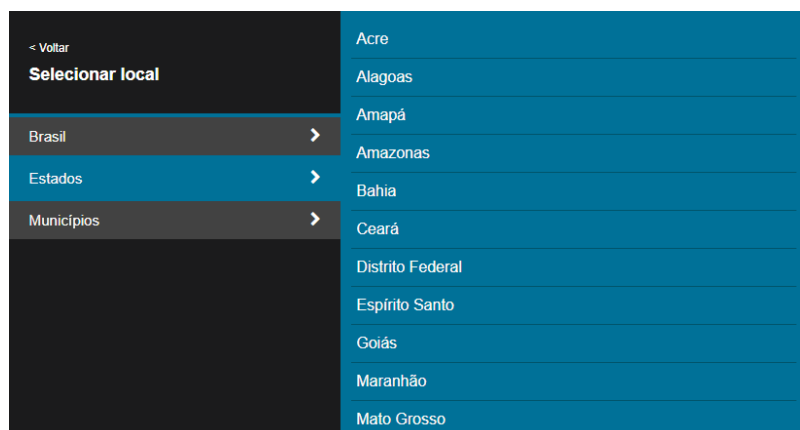 < Voltar
Selecionar local
Brasil
Estados
Municípios
Acre
Alagoas
Amapá
Amazonas
Bahia
Ceará
Distrito Federal
Espírito Santo
Goiás
Maranhão
Mato Grosso